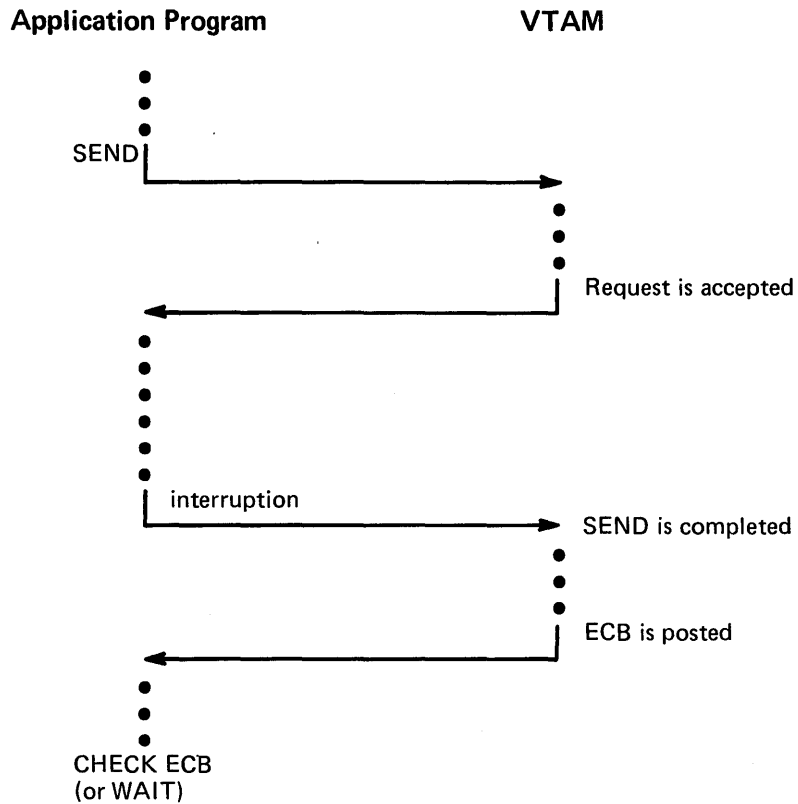 Application Program
VTAM
SEND
Request is accepted
interruption
SEND is completed
ECB is posted
CHECK ECB
(or WAIT)